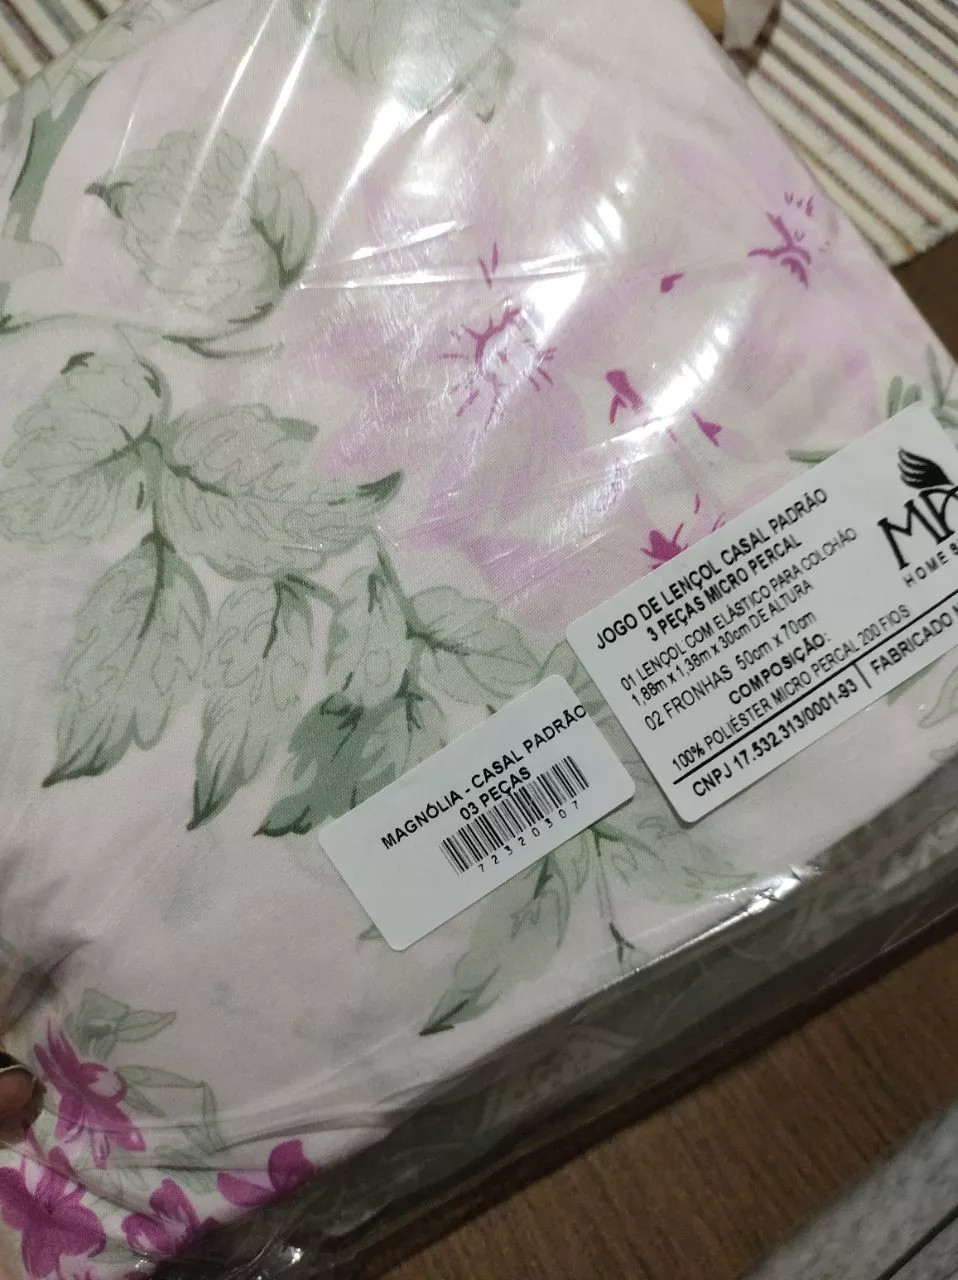 JOGO DE LENÇOL CASAL PADRÃO
3 PEÇAS MICRO PERCAL
01 LENÇOL COM ELÁSTICO PARA COLCHÃO
1,88m x 1,38m x 30cm DE ALTURA
02 FRONHAS 50cm x 70cm
COMPOSIÇÃO:
100% POLIÉSTER MICRO PERCAL 200 FIOS
CNPJ 17.532.313/0001-93 | FABRICADO
HOME
MAGNÓLIA - CASAL PADRÃO
03 PEÇAS
72320307